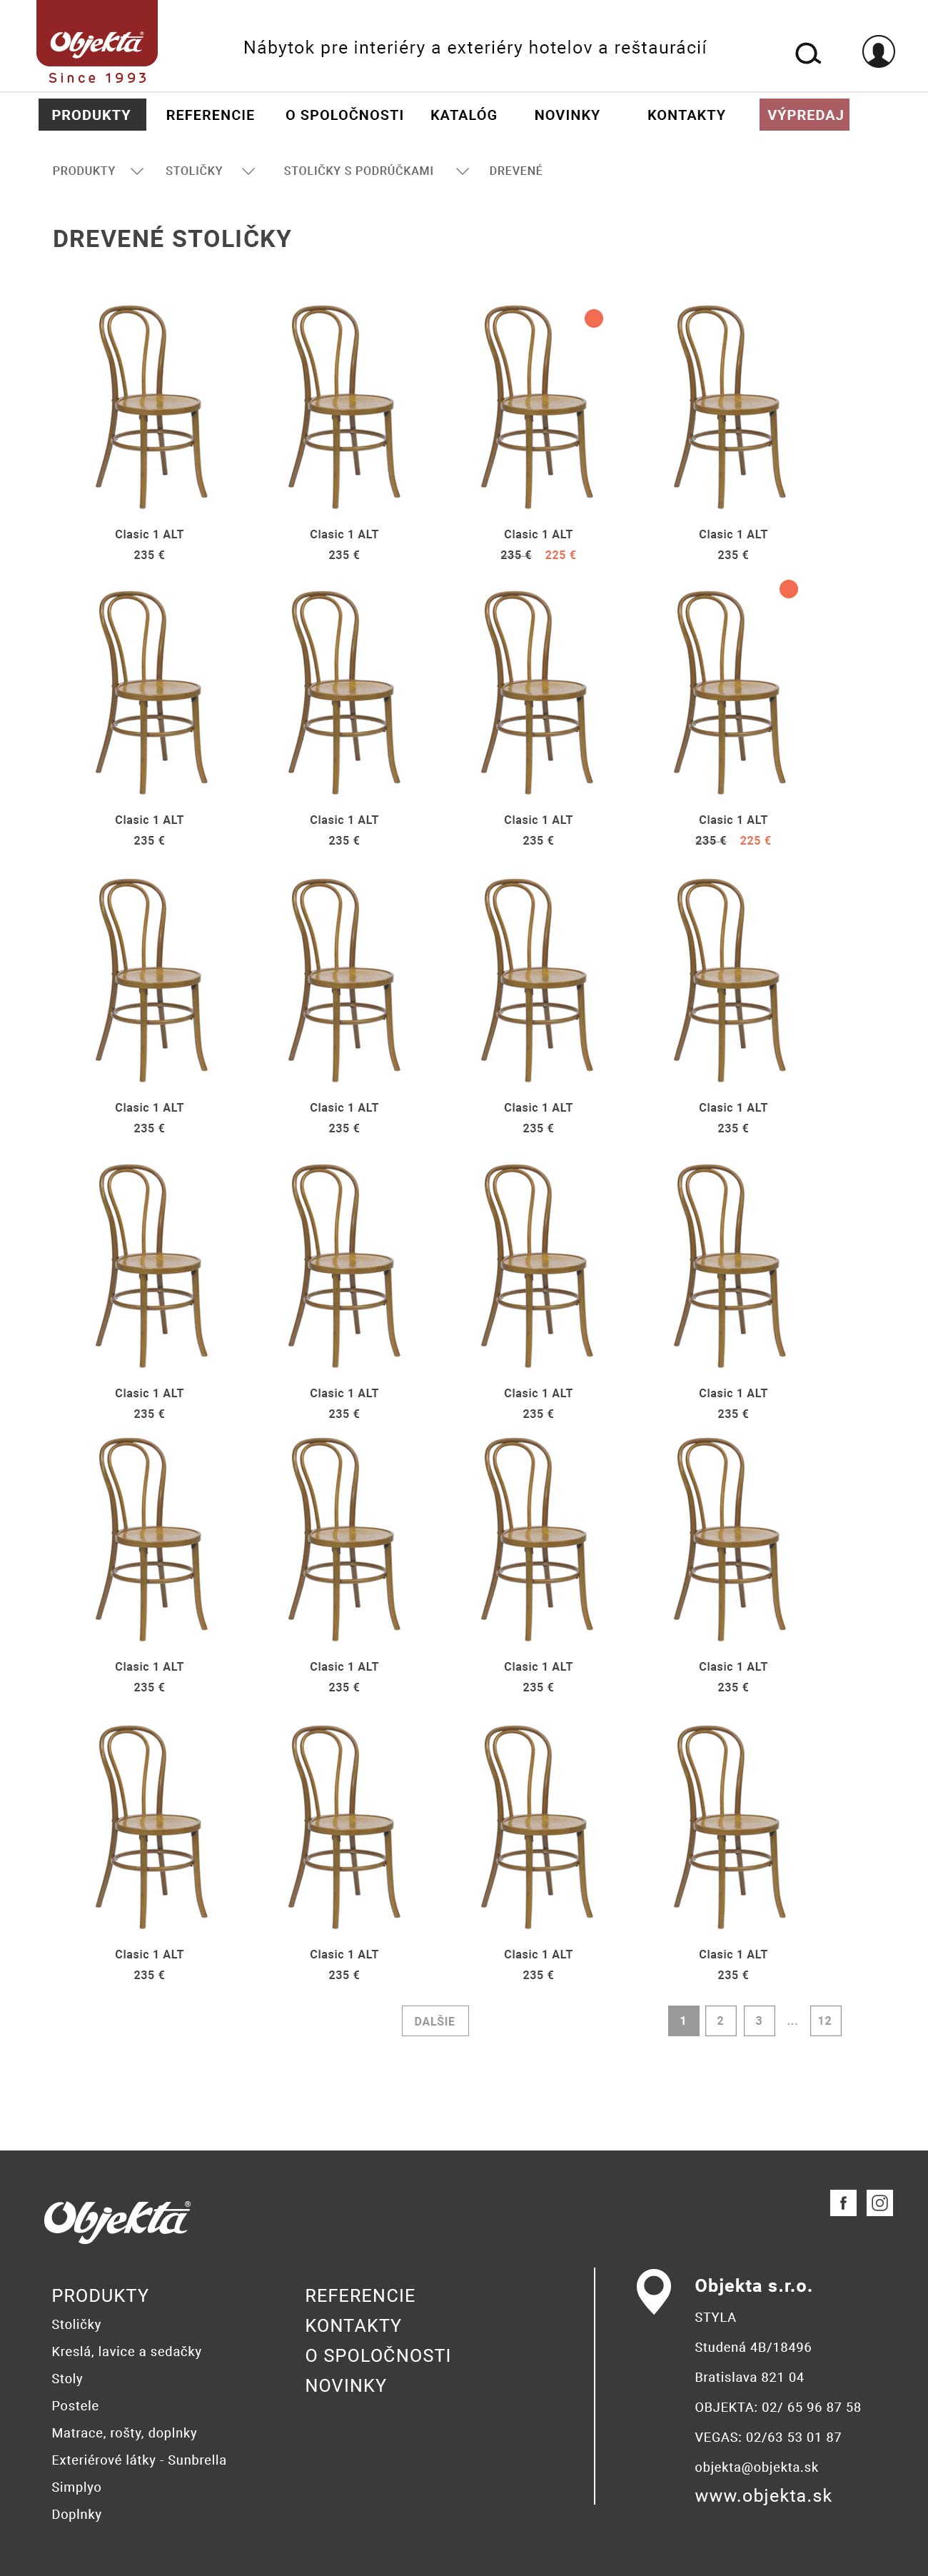 Objekta®
Since 1993
Nábytok pre interiéry a exteriéry hotelov a reštaurácií
PRODUKTY REFERENCIE O SPOLOČNOSTI KATALÓG NOVINKY KONTAKTY VÝPREDAJ
PRODUKTY STOLIČKY STOLIČKY S PODRÚČKAMI DREVENÉ
DREVENÉ STOLIČKY
Clasic 1 ALT Clasic 1 ALT Clasic 1 ALT Clasic 1 ALT
235 € 235 € 235 € 225 € 235 €
Clasic 1 ALT Clasic 1 ALT Clasic 1 ALT Clasic 1 ALT
235 € 235 € 235 € 235 € 225 €
Clasic 1 ALT Clasic 1 ALT Clasic 1 ALT Clasic 1 ALT
235 € 235 € 235 € 235 €
Clasic 1 ALT Clasic 1 ALT Clasic 1 ALT Clasic 1 ALT
235 € 235 € 235 € 235 €
Clasic 1 ALT Clasic 1 ALT Clasic 1 ALT Clasic 1 ALT
235 € 235 € 235 € 235 €
Clasic 1 ALT Clasic 1 ALT Clasic 1 ALT Clasic 1 ALT
235 € 235 € 235 € 235 €
DALŠIE 1 2 3 ... 12
Objekta®
PRODUKTY
Stoličky
Kreslá, lavice a sedačky
Stoly
Postele
Matrace, rošty, doplnky
Exteriérové látky - Sunbrella
Simplyo
Doplnky
REFERENCIE
KONTAKTY
O SPOLOČNOSTI
NOVINKY
Objekta s.r.o.
STYLA
Studená 4B/18496
Bratislava 821 04
OBJEKTA: 02/ 65 96 87 58
VEGAS: 02/63 53 01 87
objekta@objekta.sk
www.objekta.sk